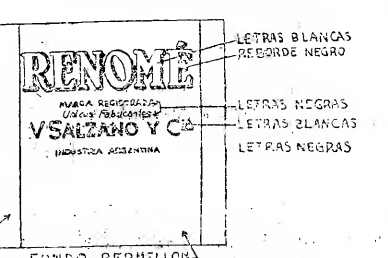 RENOMÉ
MARCA REGISTRADA
Unicos Fabricantes
V SALZANO Y Cía
INDUSTRIA ARGENTINA
LETRAS BLANCAS
REBORDE NEGRO
LETRAS NEGRAS
LETRAS BLANCAS
LETRAS NEGRAS
FONDO BERMELLON